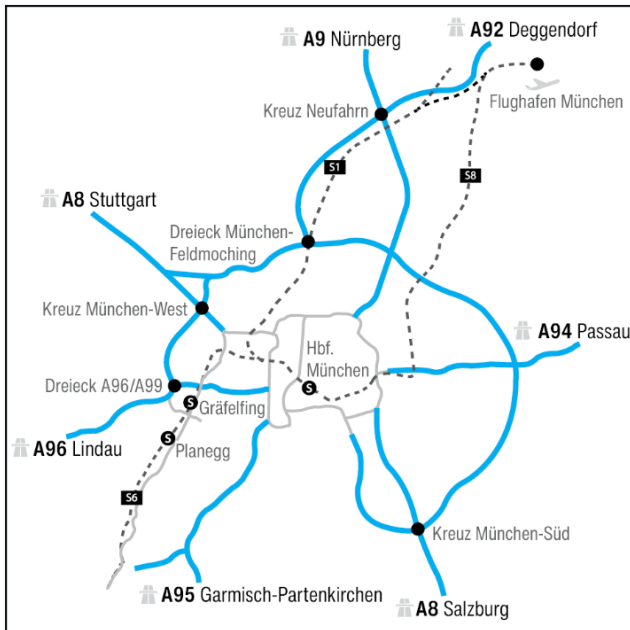 A92 Deggendorf
A9 Nürnberg
Flughafen München
Kreuz Neufahrn
S1
S8
A8 Stuttgart
Dreieck München-
Feldmoching
Kreuz München-West
Hbf.
München
A94 Passau
Dreieck A96/A99
S
S
Gräfelfing
A96 Lindau
S
Planegg
S6
Kreuz München-Süd
A95 Garmisch-Partenkirchen
A8 Salzburg